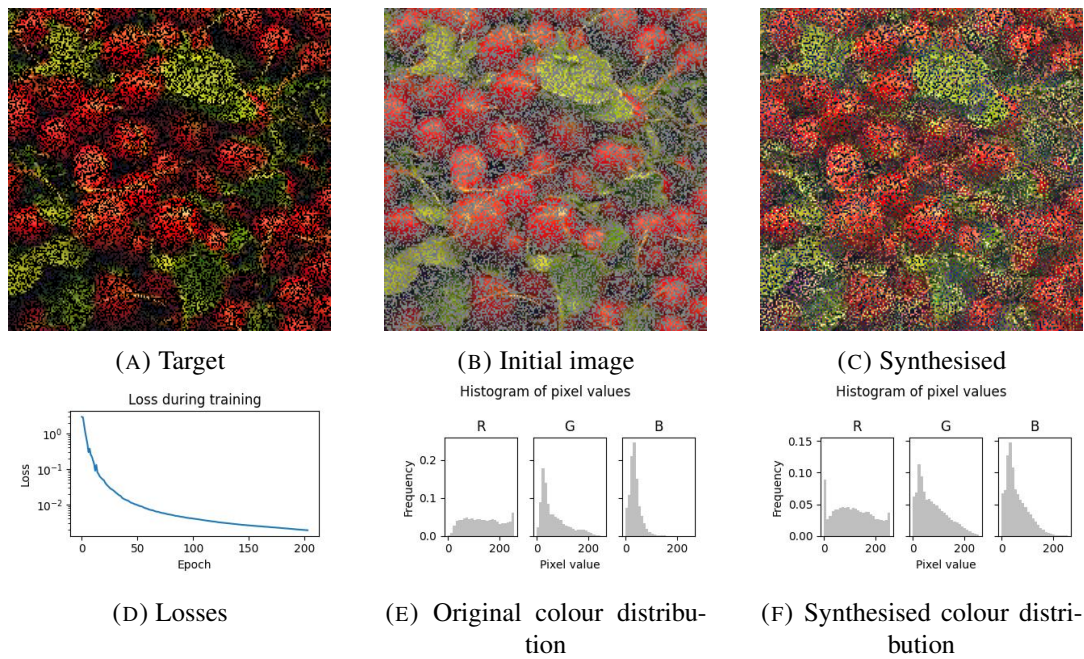 (A) Target
(B) Initial image
(C) Synthesised
Loss during training
10⁰
10⁻¹
10⁻²
Loss
0 50 100 150 200
Epoch
Histogram of pixel values
R G B
0.2
0.1
0.0
Frequency
0 200 0 200 0 200
Pixel value
Histogram of pixel values
R G B
0.15
0.10
0.05
0.00
Frequency
0 200 0 200 0 200
Pixel value
(D) Losses
(E) Original colour distribu-
tion
(F) Synthesised colour distri-
bution